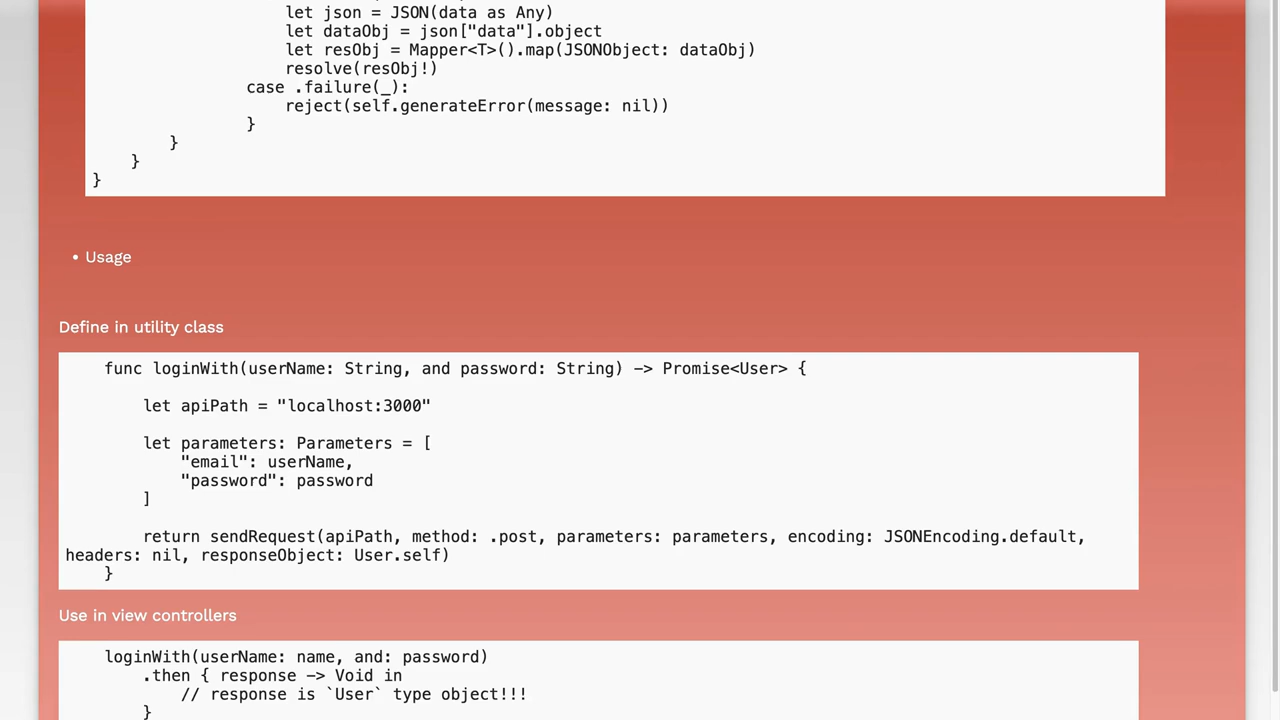 let json = JSON(data as Any)
let dataObj = json["data"].object
let resObj = Mapper<T>().map(JSONObject: dataObj)
resolve(resObj!)
case .failure(_):
reject(self.generateError(message: nil))
}
}
}
}
• Usage
Define in utility class
func loginWith(userName: String, and password: String) -> Promise<User> {
let apiPath = "localhost:3000"
let parameters: Parameters = [
"email": userName,
"password": password
]
return sendRequest(apiPath, method: .post, parameters: parameters, encoding: JSONEncoding.default,
headers: nil, responseObject: User.self)
}
Use in view controllers
loginWith(userName: name, and: password)
.then { response -> Void in
// response is `User` type object!!!
}